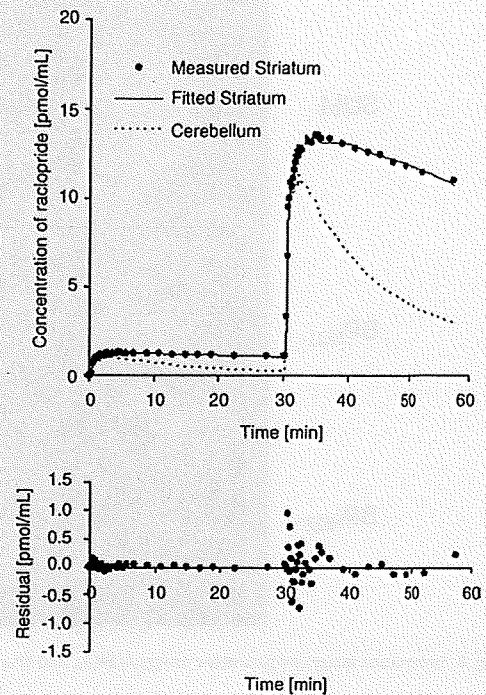 20
15
10
5
0
Concentration of raclopride [pmol/mL]
Measured Striatum
Fitted Striatum
Cerebellum
0 10 20 30 40 50 60
Time [min]
1.5
1.0
0.5
0.0
-0.5
-1.0
-1.5
Residual [pmol/mL]
0 10 20 30 40 50 60
Time [min]